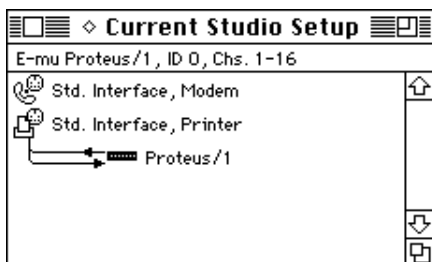 Current Studio Setup
E-mu Proteus/1, ID 0, Chs. 1-16
Std. Interface, Modem
Std. Interface, Printer
Proteus/1